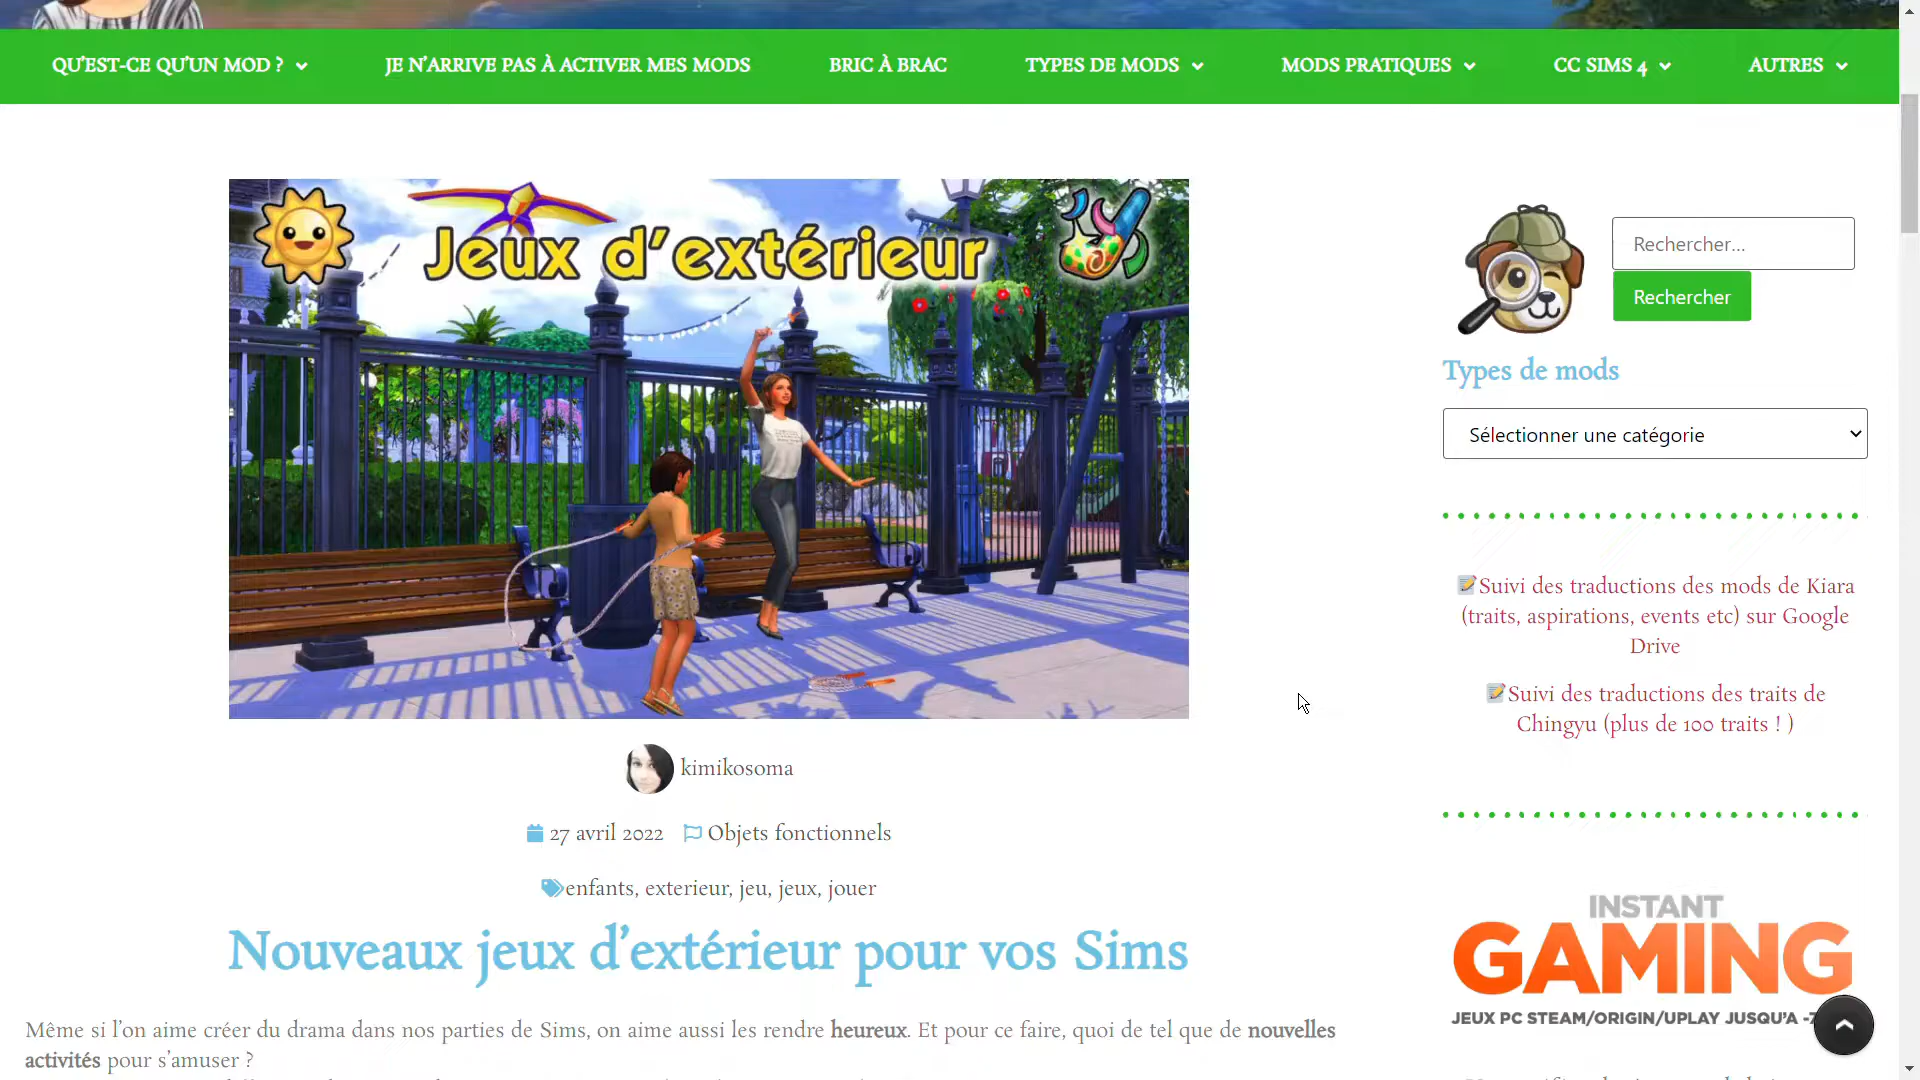 QU'EST-CE QU'UN MOD ?
JE N'ARRIVE PAS À ACTIVER MES MODS
BRIC À BRAC
TYPES DE MODS
MODS PRATIQUES
CC SIMS 4
AUTRES
Jeux d'extérieur
Rechercher...
Rechercher
Types de mods
Sélectionner une catégorie
Suivi des traductions des mods de Kiara
(traits, aspirations, events etc) sur Google
Drive
Suivi des traductions des traits de
Chingyu (plus de 100 traits ! )
kimikosoma
27 avril 2022
Objets fonctionnels
enfants, exterieur, jeu, jeux, jouer
Nouveaux jeux d'extérieur pour vos Sims
Même si l'on aime créer du drama dans nos parties de Sims, on aime aussi les rendre heureux. Et pour ce faire, quoi de tel que de nouvelles
activités pour s'amuser ?
INSTANT
GAMING
JEUX PC STEAM/ORIGIN/UPLAY JUSQU'A